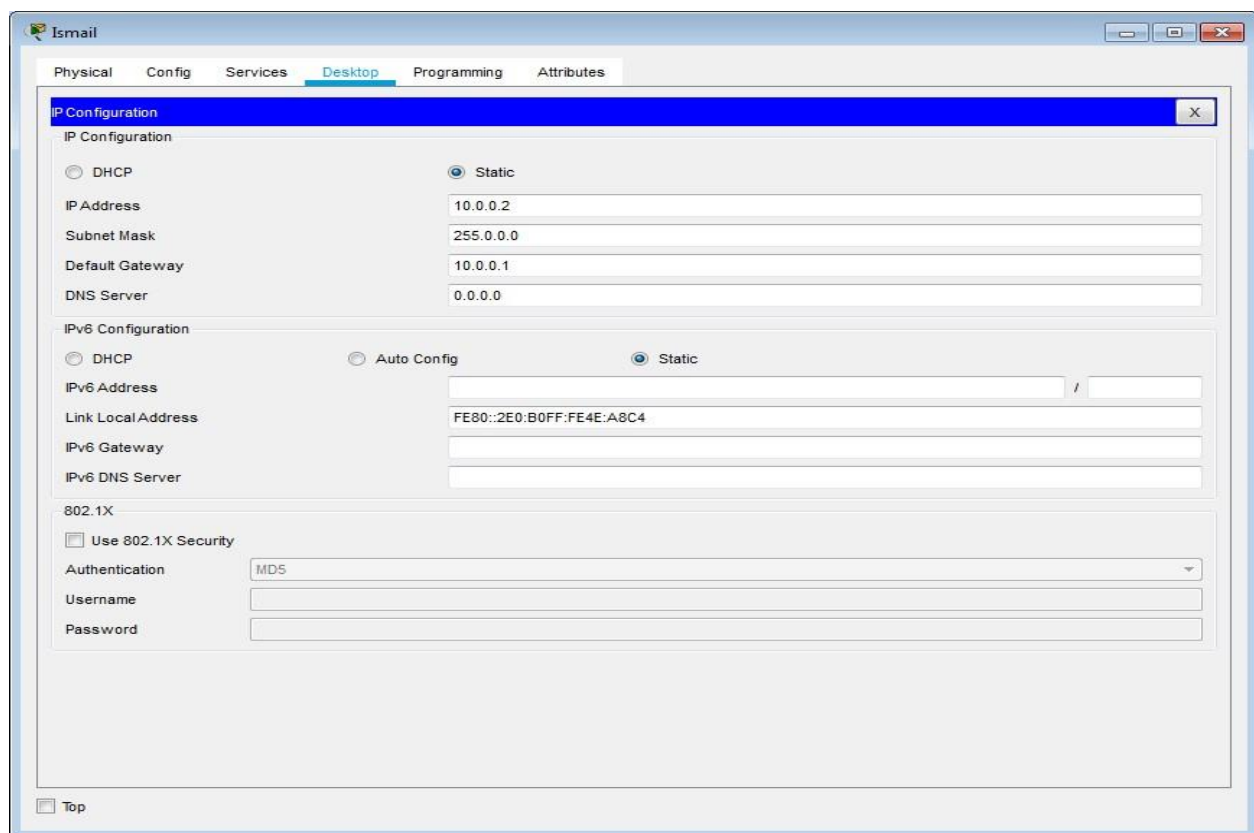 Ismail
Physical Config Services Desktop Programming Attributes
IP Configuration X
IP Configuration
DHCP Static
IP Address 10.0.0.2
Subnet Mask 255.0.0.0
Default Gateway 10.0.0.1
DNS Server 0.0.0.0
IPv6 Configuration
DHCP Auto Config Static
IPv6 Address /
Link Local Address FE80::2E0:B0FF:FE4E:A8C4
IPv6 Gateway
IPv6 DNS Server
802.1X
Use 802.1X Security
Authentication MD5
Username
Password
Top